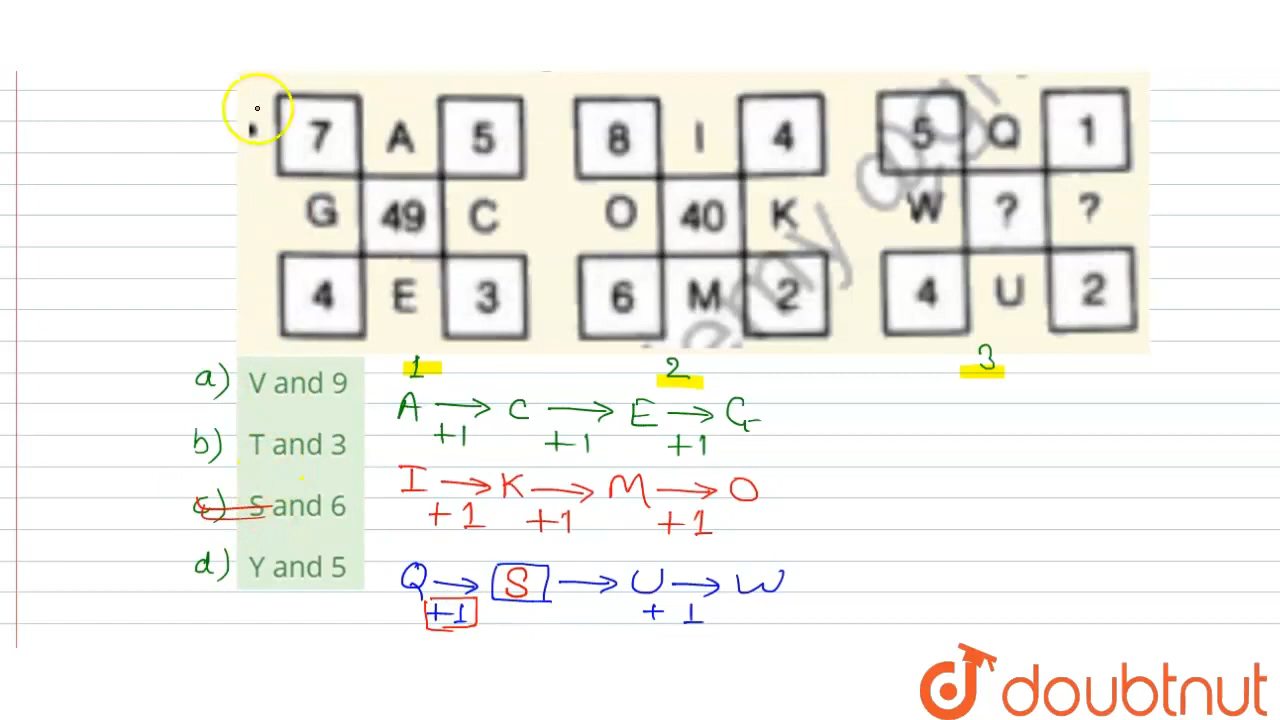 7 A 5 8 I 4 5 Q 1
G 49 C O 40 K W ? ?
4 E 3 6 M 2 4 U 2
1 2 3
a) V and 9
A → C → E → G
+1 +1 +1
b) T and 3
I → K → M → O
c) S and 6
+1 +1 +1
d) Y and 5
Q → S → U → W
+1 + 1
doubtnut